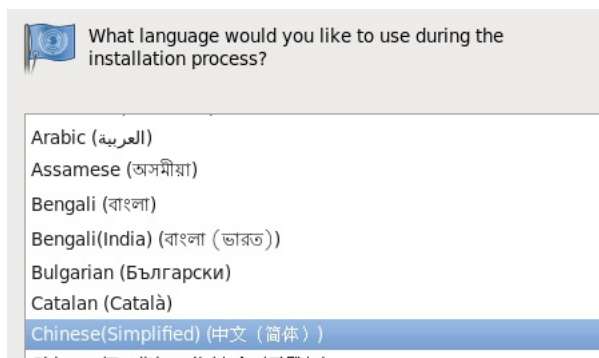 What language would you like to use during the
installation process?
Arabic (العربية)
Assamese (অসমীয়া)
Bengali (বাংলা)
Bengali(India) (বাংলা (ভারত))
Bulgarian (Български)
Catalan (Català)
Chinese(Simplified) (中文（简体）)